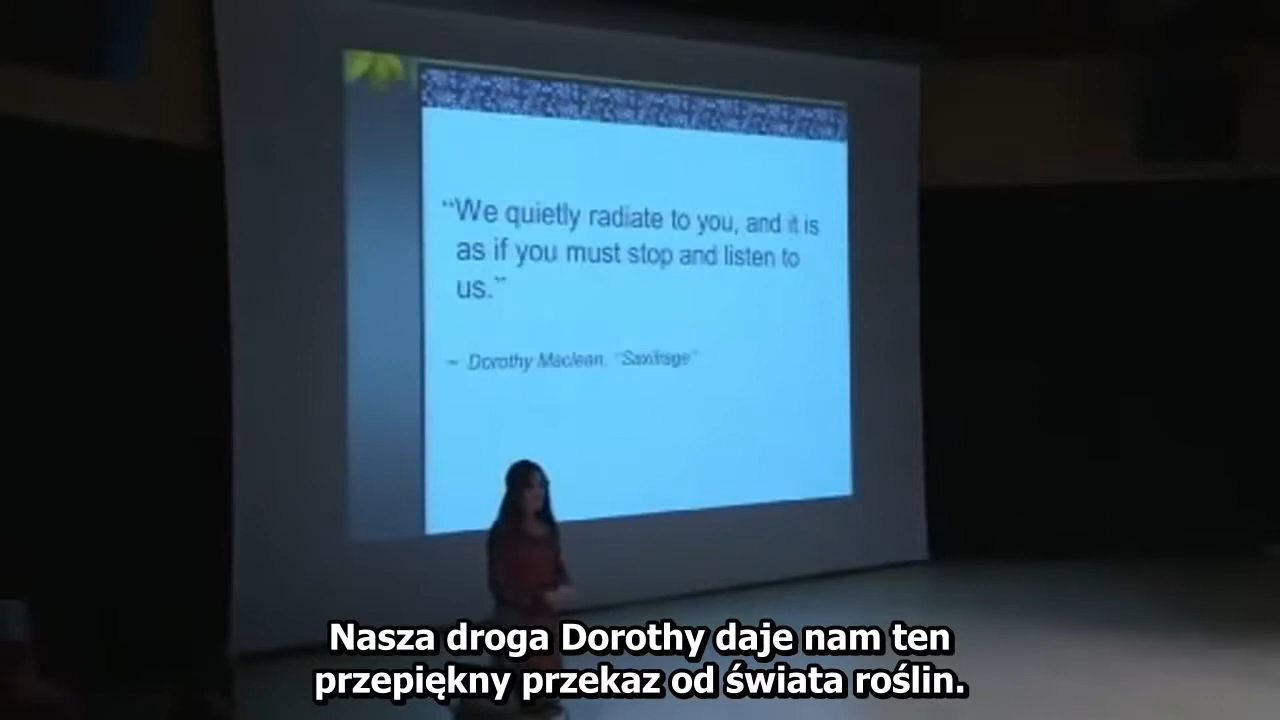 “We quietly radiate to you, and it is
as if you must stop and listen to
us.”
– Dorothy Maclean, “Saxifrage”
Nasza droga Dorothy daje nam ten
przepiękny przekaz od świata roślin.